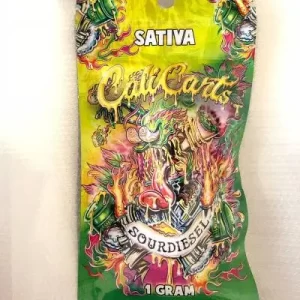 SATIVA
Cali Carts
SOURDIESEL
1 GRAM